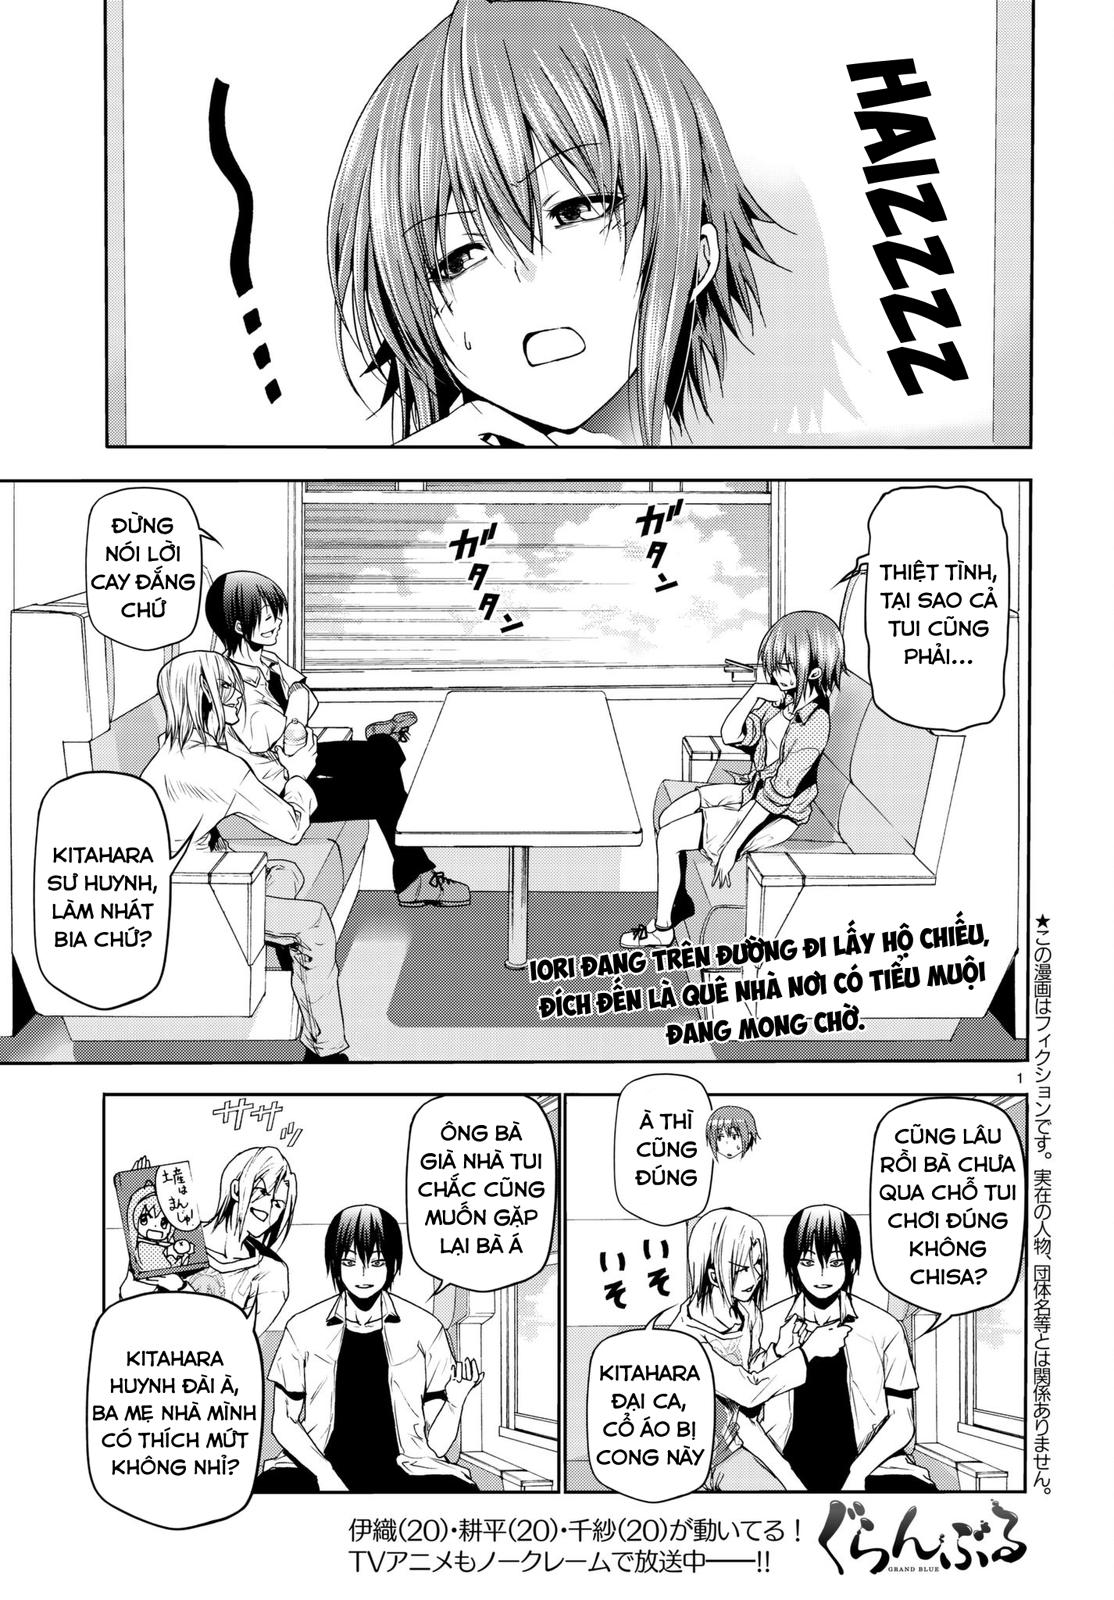 HAIZZZZ
THIỆT TÌNH,
TẠI SAO CẢ
TUI CŨNG
PHẢI...
ガタン
ガタタン
ĐỪNG
NÓI LỜI
CAY ĐẮNG
CHỨ
KITAHARA
SƯ HUYNH,
LÀM NHÁT
BIA CHỨ?
IORI ĐANG TRÊN ĐƯỜNG ĐI LẤY HỘ CHIẾU,
ĐÍCH ĐẾN LÀ QUÊ NHÀ NƠI CÓ TIỂU MUỘI
ĐANG MONG CHỜ.
★この漫画はフィクションです。実在の人物、団体名等とは関係ありません。
1
CŨNG LÂU
RỒI BÀ CHƯA
QUA CHỖ TUI
CHƠI ĐÚNG
KHÔNG
CHISA?
À THÌ
CŨNG
ĐÚNG
いそいそ
KITAHARA
ĐẠI CA,
CỔ ÁO BỊ
CONG NÀY
ÔNG BÀ
GIÀ NHÀ TUI
CHẮC CŨNG
MUỐN GẶP
LẠI BÀ Á
ササッ
土産は
まんじゅう
KITAHARA
HUYNH ĐÀI À,
BA MẸ NHÀ MÌNH
CÓ THÍCH MỨT
KHÔNG NHỈ?
伊織(20)・耕平(20)・千紗(20)が動いてる！
TVアニメもノークレームで放送中――!!
ぐらんぶる
GRAND BLUE